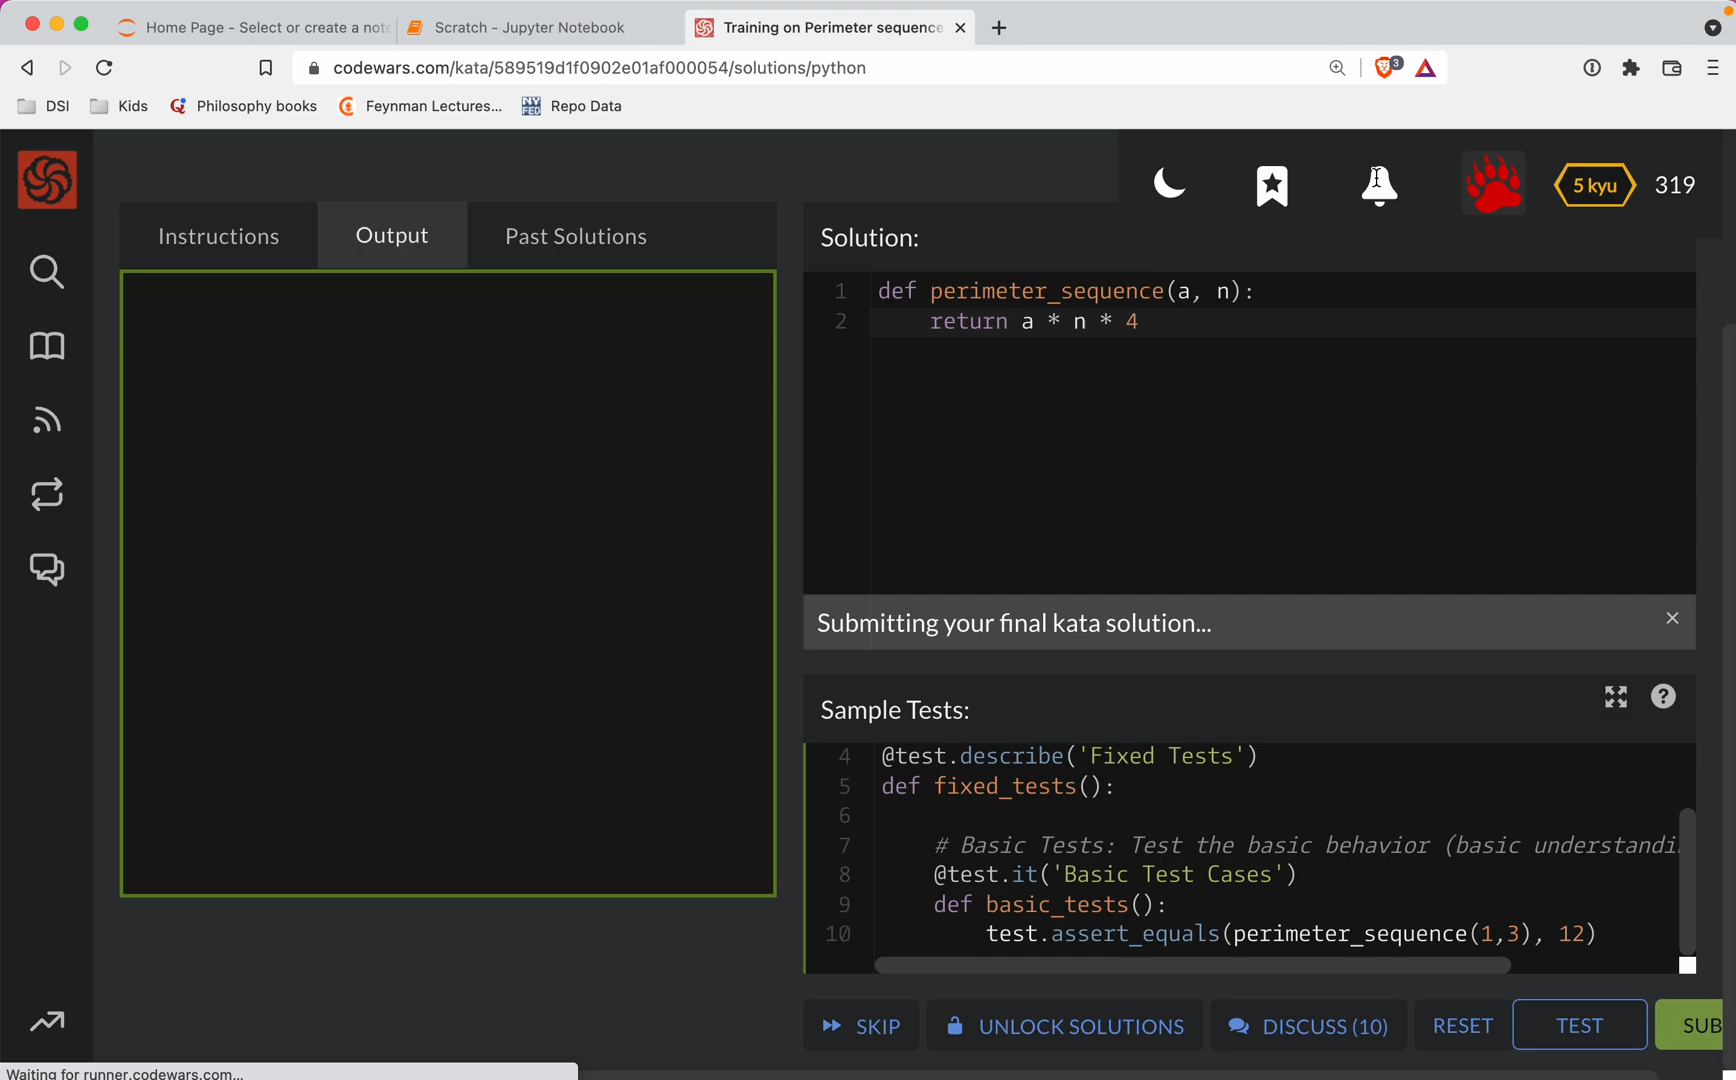 Home Page - Select or create a note
Scratch - Jupyter Notebook
Training on Perimeter sequence
codewars.com/kata/589519d1f0902e01af000054/solutions/python
3
DSI
Kids
Philosophy books
Feynman Lectures...
NY FED
Repo Data
5 kyu
319
Instructions
Output
Past Solutions
Solution:
1 def perimeter_sequence(a, n):
2 return a * n * 4
Submitting your final kata solution...
Sample Tests:
4 @test.describe('Fixed Tests')
5 def fixed_tests():
6
7 # Basic Tests: Test the basic behavior (basic understandi
8 @test.it('Basic Test Cases')
9 def basic_tests():
10 test.assert_equals(perimeter_sequence(1,3), 12)
SKIP
UNLOCK SOLUTIONS
DISCUSS (10)
RESET
TEST
SUB
Waiting for runner.codewars.com...